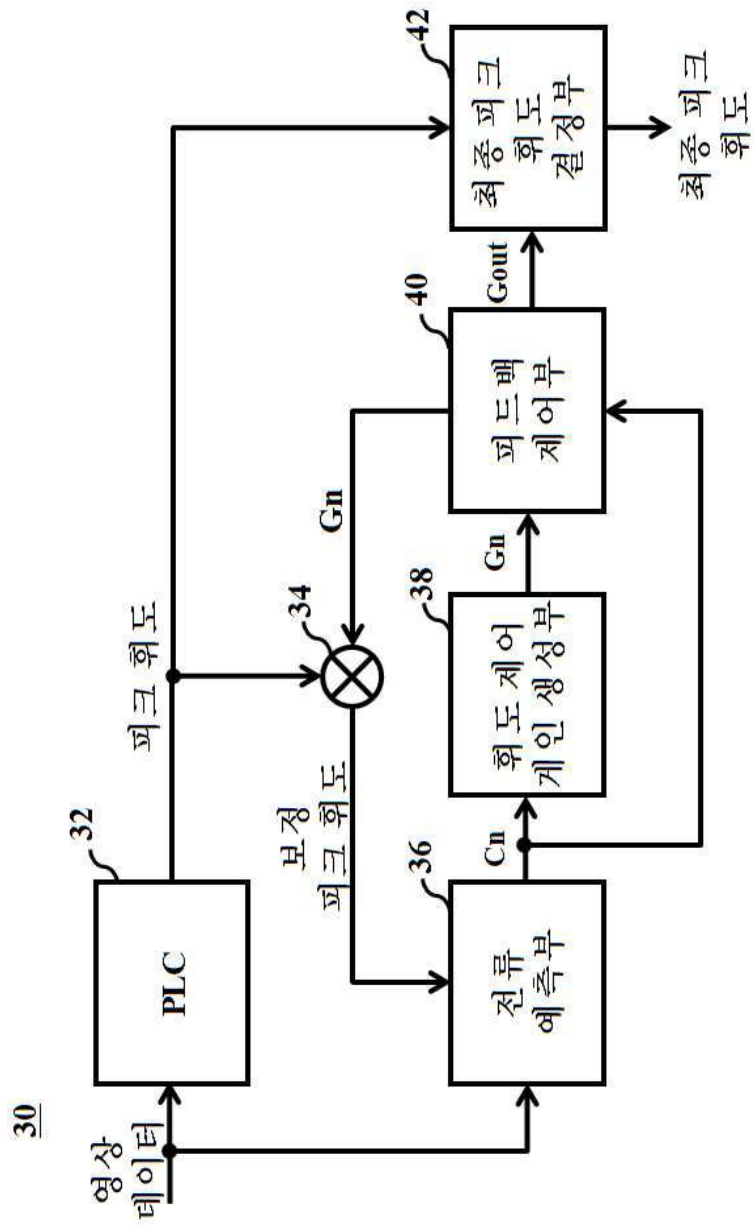 30
영상
데이터
32
PLC
피크 휘도
34
Gn
보정
피크 휘도
36
전류
예측부
Cn
38
휘도 제어
게인 생성부
Gn
40
피드백
제어부
Gout
42
최종 피크
휘도
결정부
최종 피크
휘도